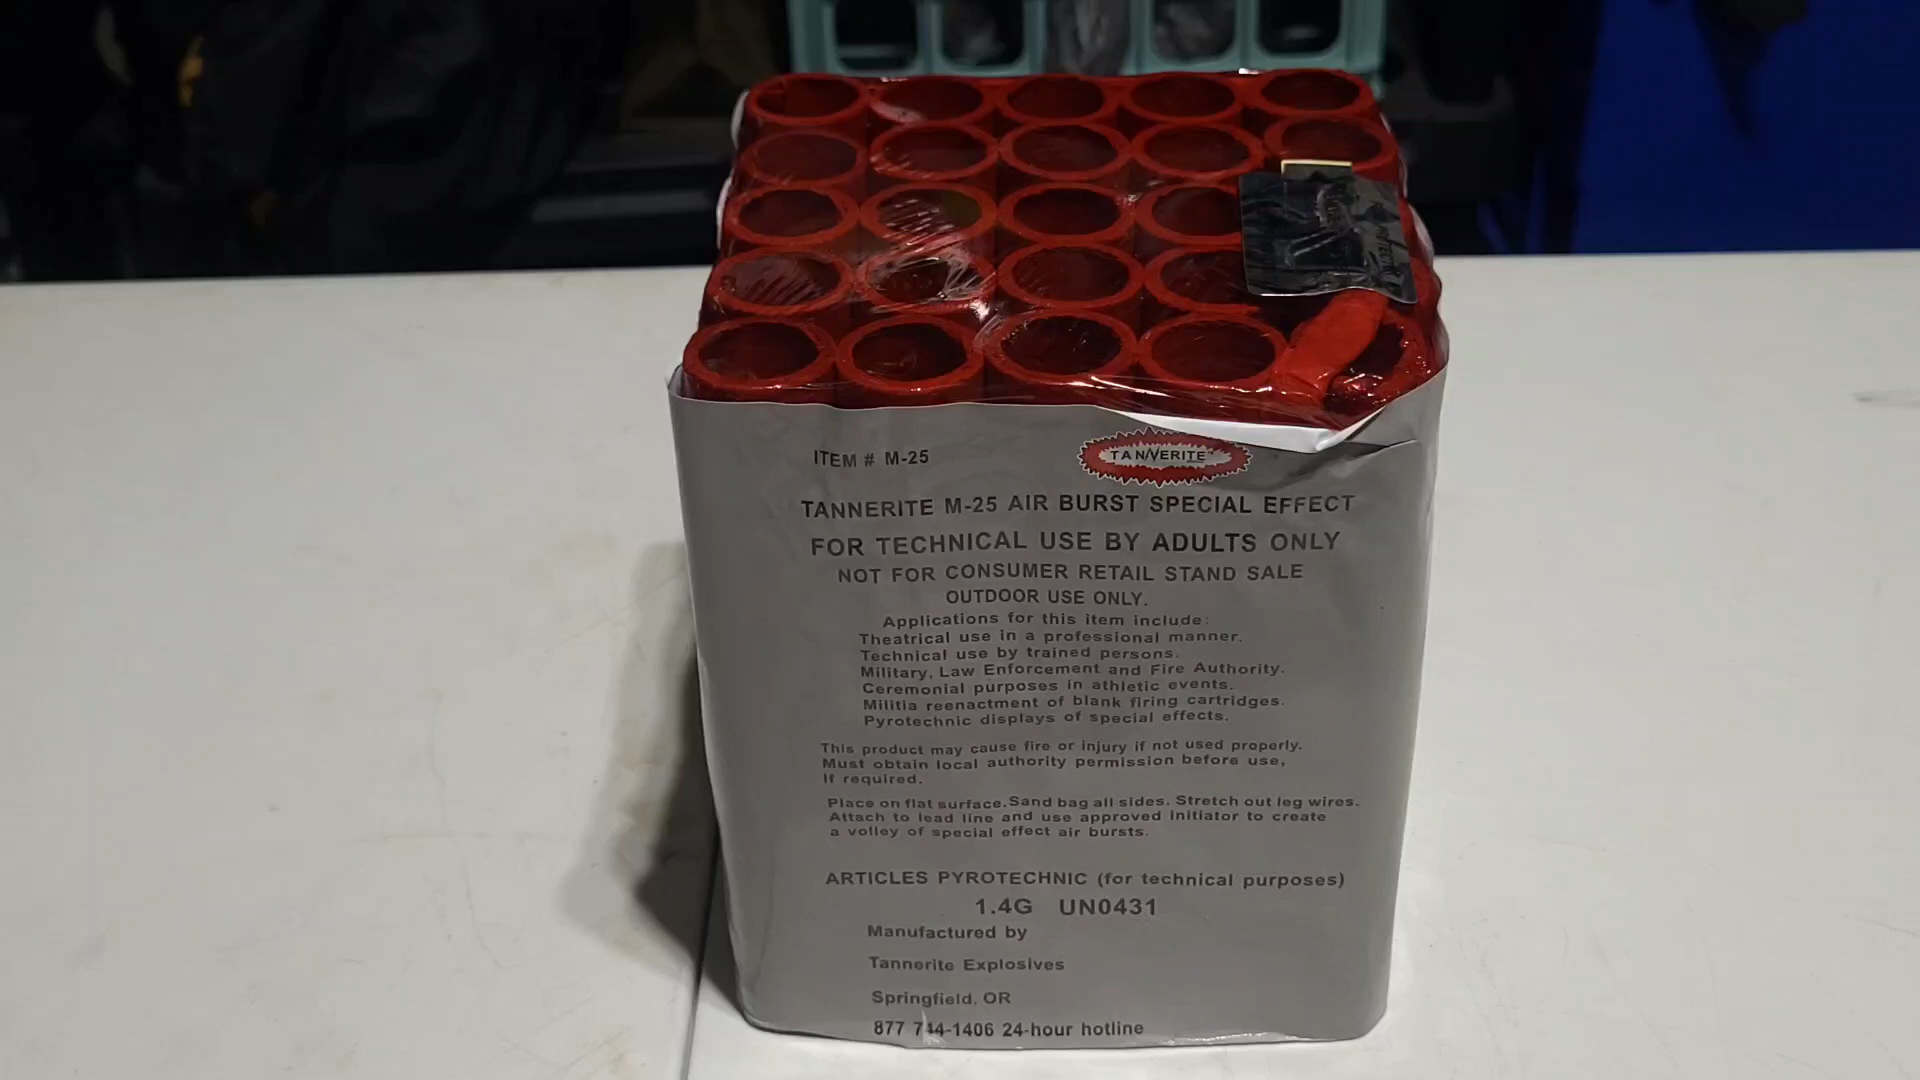 ITEM # M-25
TANNERITE™
TANNERITE M-25 AIR BURST SPECIAL EFFECT
FOR TECHNICAL USE BY ADULTS ONLY
NOT FOR CONSUMER RETAIL STAND SALE
OUTDOOR USE ONLY.
Applications for this item include:
Theatrical use in a professional manner.
Technical use by trained persons.
Military, Law Enforcement and Fire Authority.
Ceremonial purposes in athletic events.
Militia reenactment of blank firing cartridges.
Pyrotechnic displays of special effects.
This product may cause fire or injury if not used properly.
Must obtain local authority permission before use,
if required.
Place on flat surface. Sand bag all sides. Stretch out leg wires.
Attach to lead line and use approved initiator to create
a volley of special effect air bursts.
ARTICLES PYROTECHNIC (for technical purposes)
1.4G UN0431
Manufactured by
Tannerite Explosives
Springfield, OR
877 744-1406 24-hour hotline